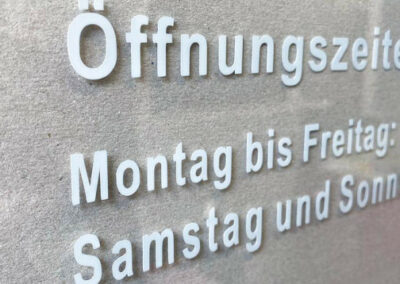 Öffnungszeite
Montag bis Freitag:
Samstag und Sonn